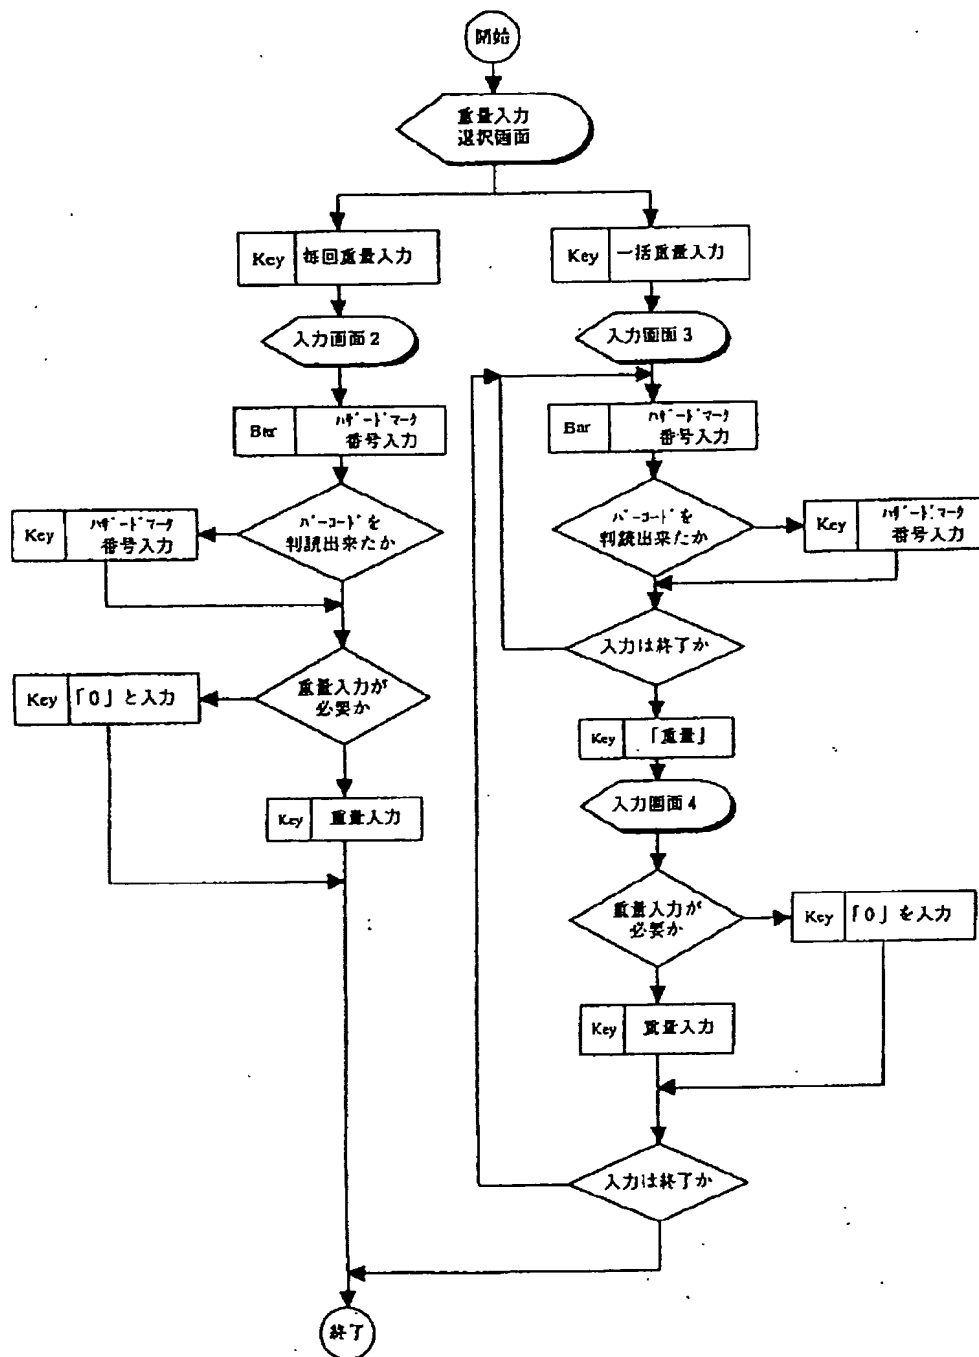 開始
重量入力
選択画面
Key 毎回重量入力
Key 一括重量入力
入力画面2
入力画面3
Bar ﾊｻﾞｰﾄﾞﾏｰｸ
番号入力
Bar ﾊｻﾞｰﾄﾞﾏｰｸ
番号入力
Key ﾊｻﾞｰﾄﾞﾏｰｸ
番号入力
ﾊﾞｰｺｰﾄﾞを
判読出来たか
ﾊﾞｰｺｰﾄﾞを
判読出来たか
Key ﾊｻﾞｰﾄﾞﾏｰｸ
番号入力
入力は終了か
Key 「0」と入力
重量入力が
必要か
Key 「重量」
Key 重量入力
入力画面4
重量入力が
必要か
Key 「0」を入力
Key 重量入力
入力は終了か
終了